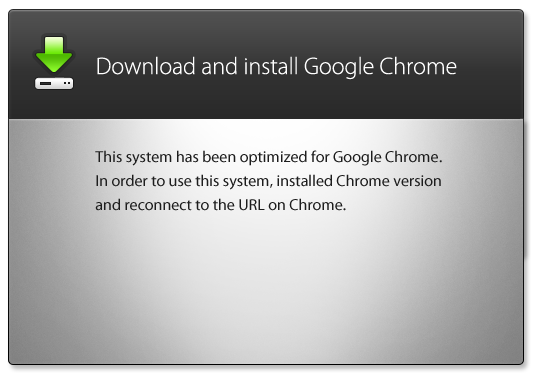 Download and install Google Chrome
This system has been optimized for Google Chrome.
In order to use this system, installed Chrome version
and reconnect to the URL on Chrome.